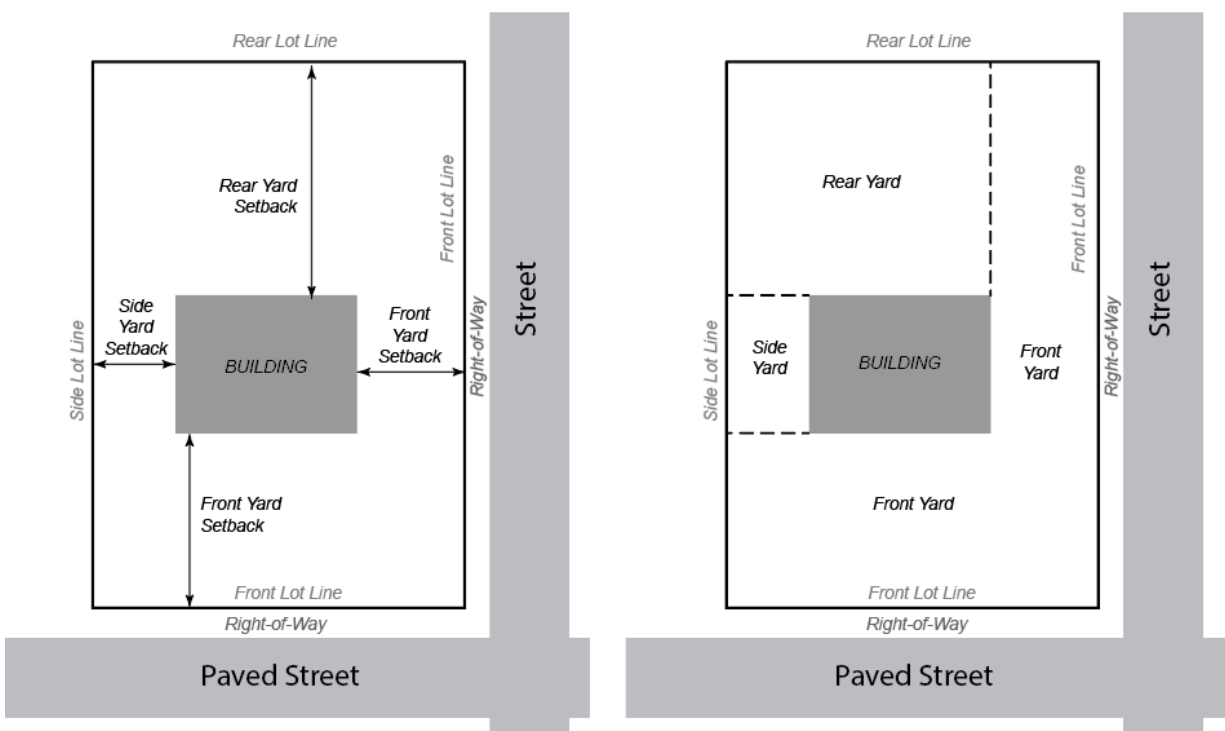 Rear Lot Line
Rear Yard
Setback
Front Lot Line
Street
Side
Yard
Setback
Front
Yard
Setback
BUILDING
Side Lot Line
Right-of-Way
Front Yard
Setback
Front Lot Line
Right-of-Way
Paved Street
Rear Lot Line
Rear Yard
Front Lot Line
Street
Side
Yard
BUILDING
Front
Yard
Side Lot Line
Right-of-Way
Front Yard
Front Lot Line
Right-of-Way
Paved Street